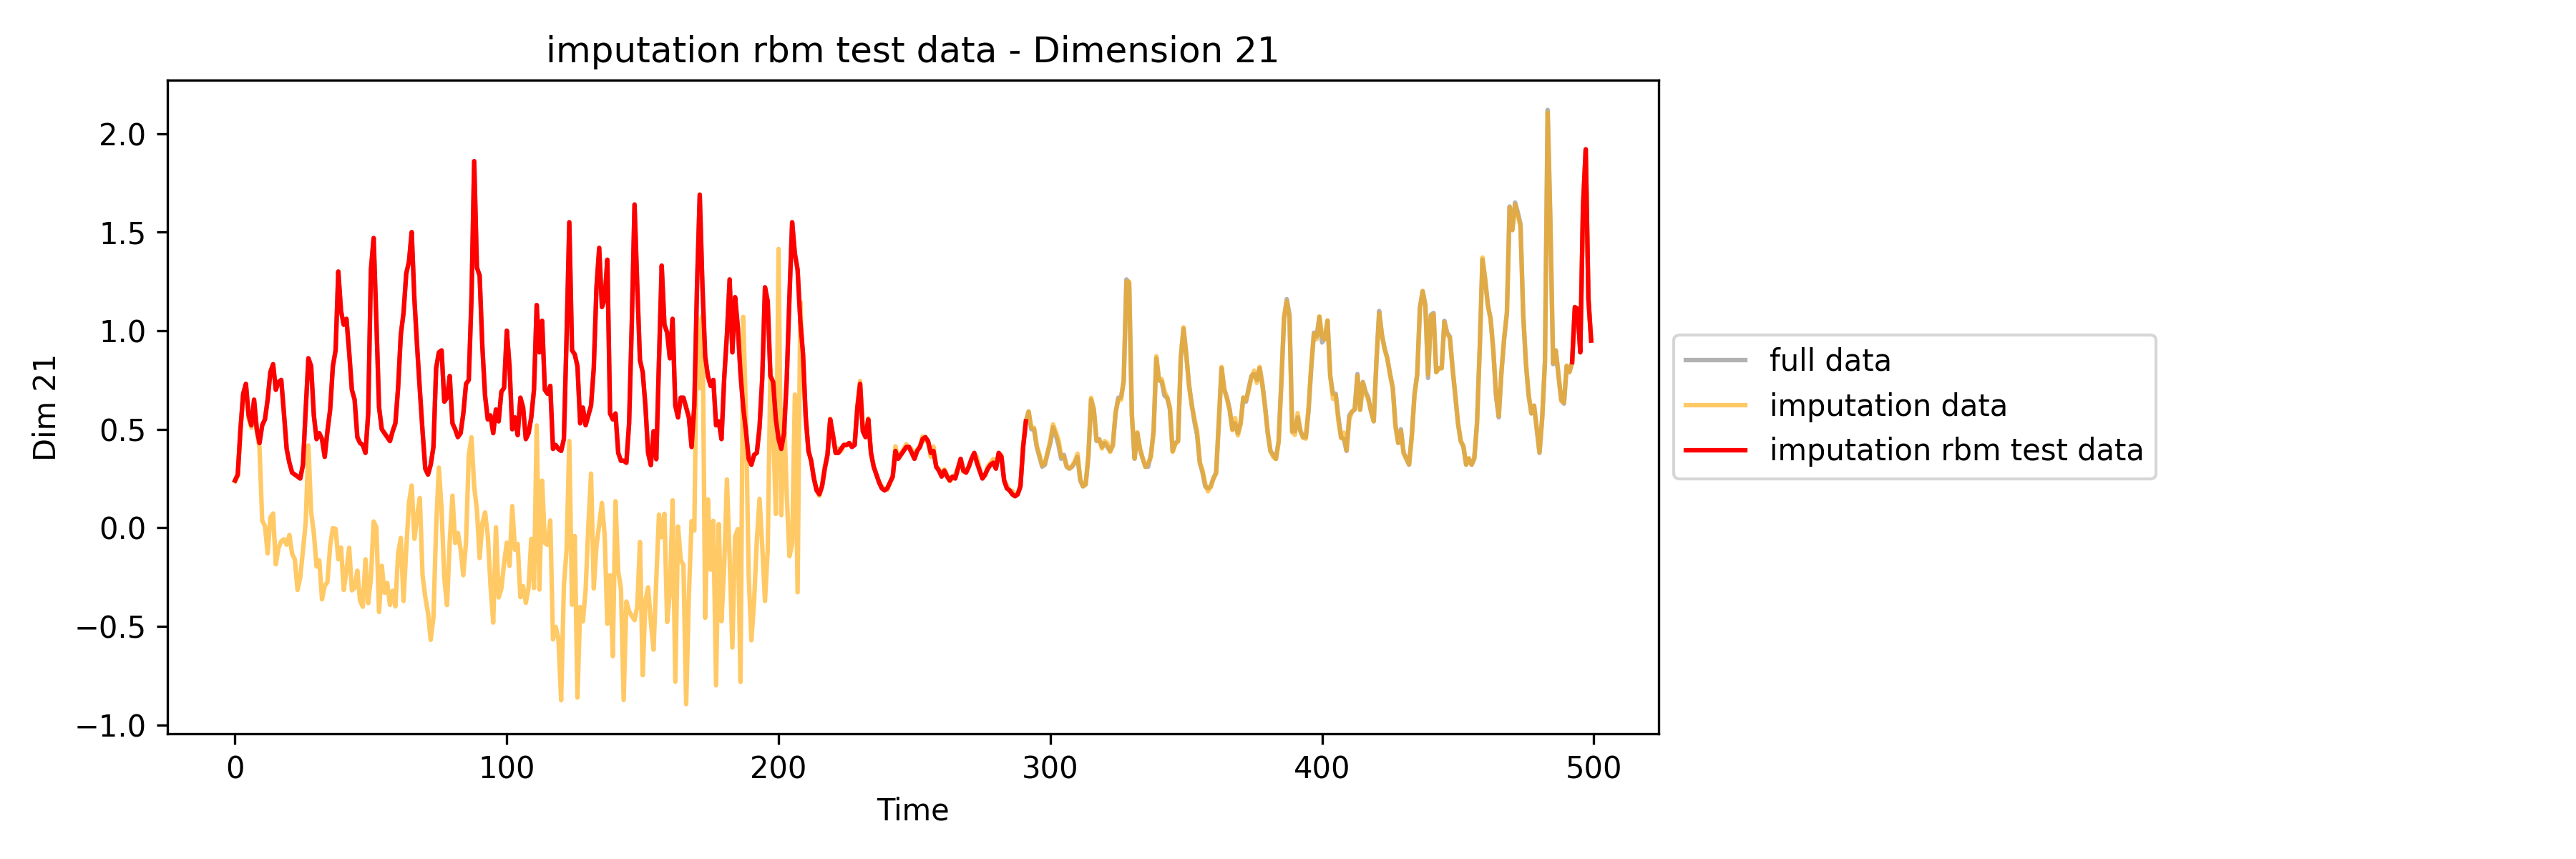 imputation rbm test data - Dimension 21
2.0
1.5
1.0
0.5
0.0
−0.5
−1.0
Dim 21
0 100 200 300 400 500
Time
full data
imputation data
imputation rbm test data